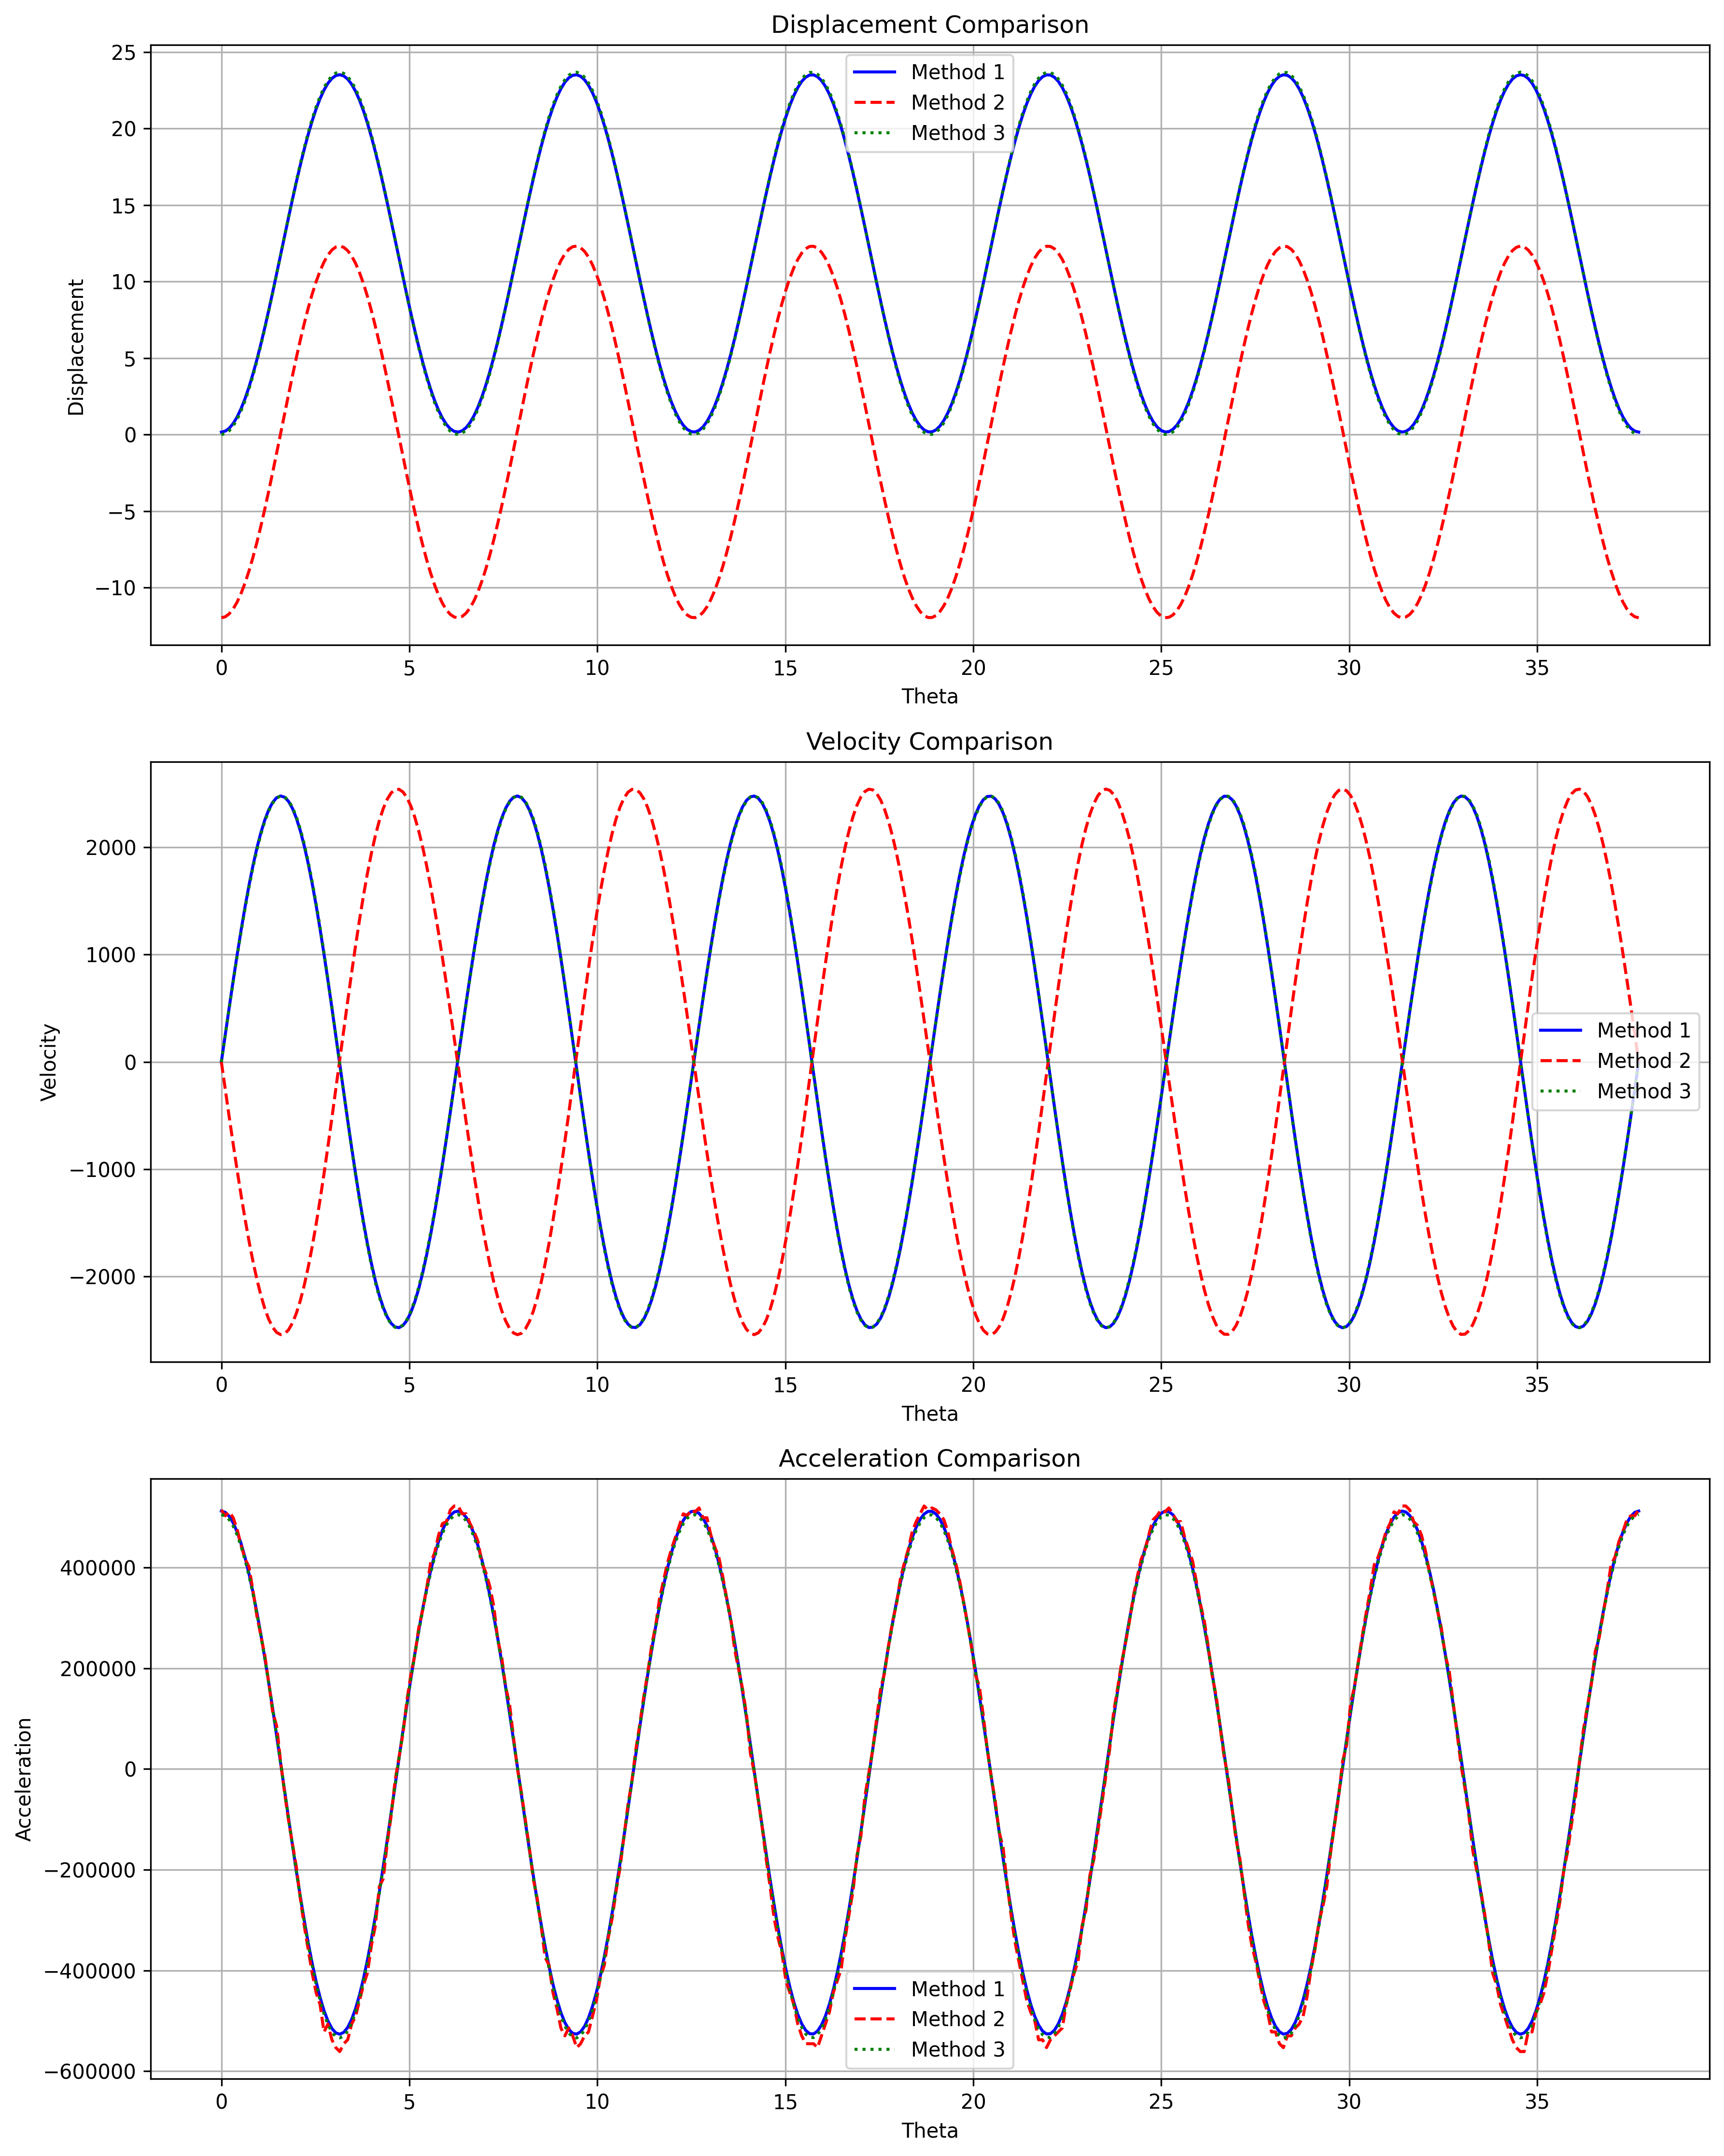 Displacement Comparison
25
20
15
10
5
0
−5
−10
Displacement
Method 1
Method 2
Method 3
0 5 10 15 20 25 30 35
Theta
Velocity Comparison
2000
1000
0
−1000
−2000
Velocity
Method 1
Method 2
Method 3
0 5 10 15 20 25 30 35
Theta
Acceleration Comparison
400000
200000
0
−200000
−400000
−600000
Acceleration
Method 1
Method 2
Method 3
0 5 10 15 20 25 30 35
Theta